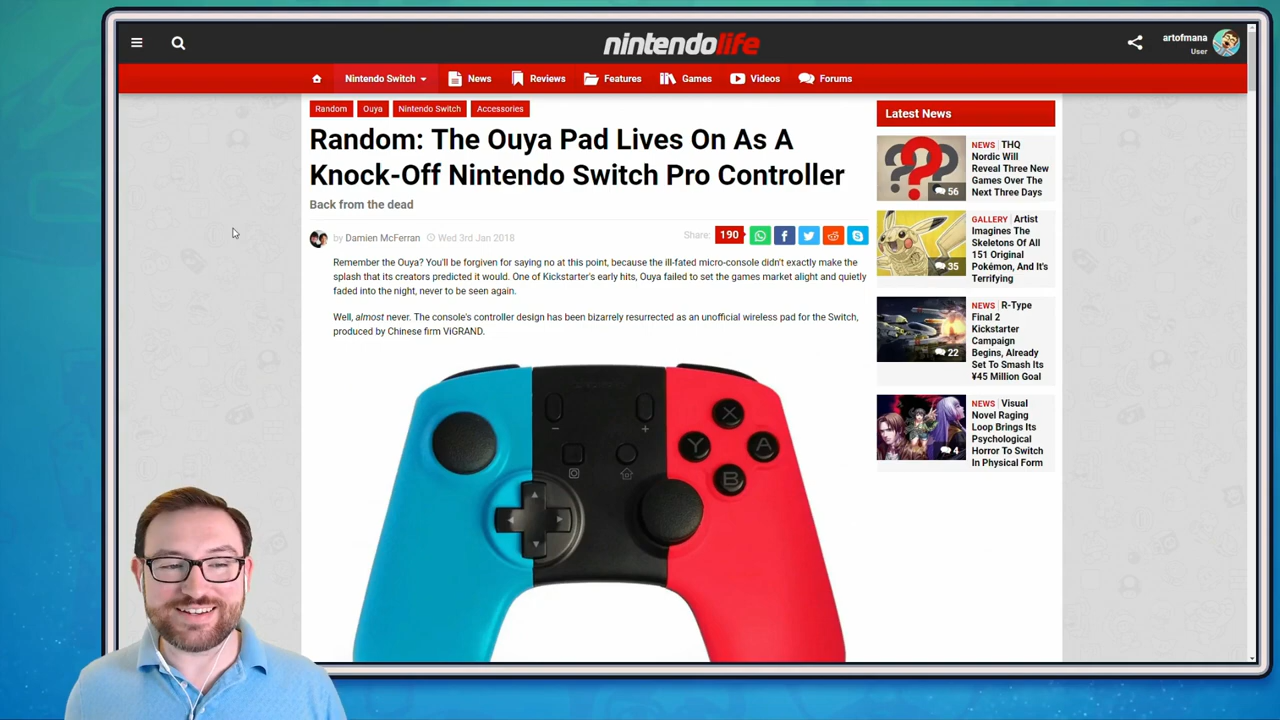 nintendolife
artofmana
User
Nintendo Switch
News
Reviews
Features
Games
Videos
Forums
Random
Ouya
Nintendo Switch
Accessories
Random: The Ouya Pad Lives On As A
Knock-Off Nintendo Switch Pro Controller
Back from the dead
by Damien McFerran
Wed 3rd Jan 2018
Share:
190
Remember the Ouya? You'll be forgiven for saying no at this point, because the ill-fated micro-console didn't exactly make the
splash that its creators predicted it would. One of Kickstarter's early hits, Ouya failed to set the games market alight and quietly
faded into the night, never to be seen again.
Well, almost never. The console's controller design has been bizarrely resurrected as an unofficial wireless pad for the Switch,
produced by Chinese firm ViGRAND.
X
Y
A
B
Latest News
56
NEWS THQ
Nordic Will
Reveal Three New
Games Over The
Next Three Days
35
GALLERY Artist
Imagines The
Skeletons Of All
151 Original
Pokémon, And It's
Terrifying
22
NEWS R-Type
Final 2
Kickstarter
Campaign
Begins, Already
Set To Smash Its
¥45 Million Goal
4
NEWS Visual
Novel Raging
Loop Brings Its
Psychological
Horror To Switch
In Physical Form